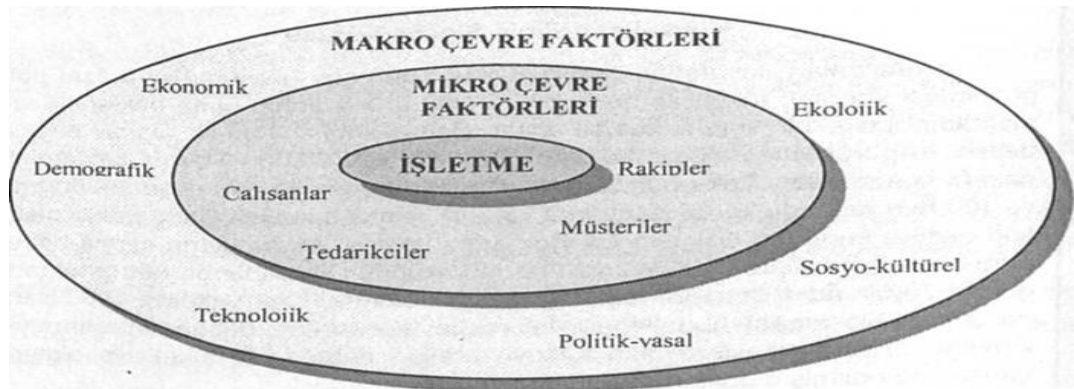 MAKRO ÇEVRE FAKTÖRLERİ
Ekonomik
MİKRO ÇEVRE
FAKTÖRLERİ
Ekoloiik
Demografik
İŞLETME
Rakipler
Calısanlar
Müsteriler
Tedarikciler
Sosyo-kültürel
Teknoloiik
Politik-vasal